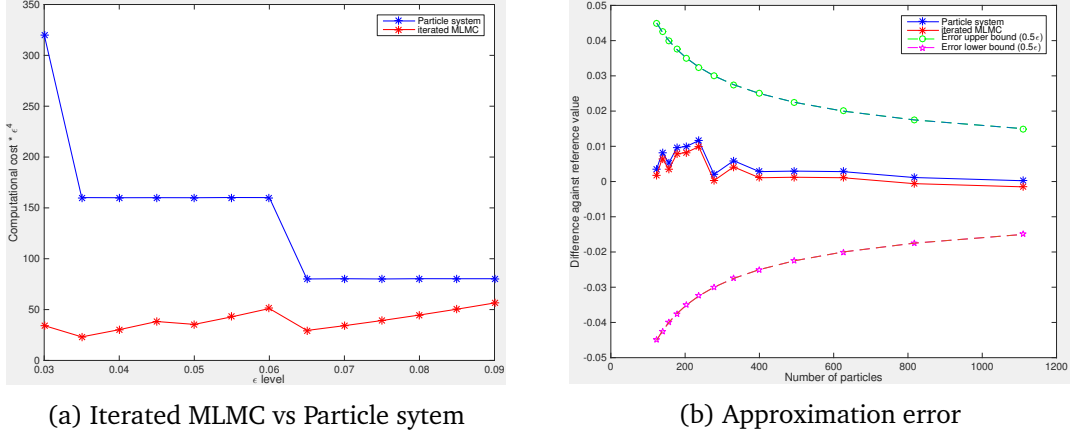 Computational cost * ϵ⁴
350
300
250
200
150
100
50
0
0.03
0.04
0.05
0.06
0.07
0.08
0.09
ϵ level
Particle system
iterated MLMC
(a) Iterated MLMC vs Particle sytem
Difference against reference value
0.05
0.04
0.03
0.02
0.01
0
-0.01
-0.02
-0.03
-0.04
-0.05
0
200
400
600
800
1000
1200
Number of particles
Particle system
iterated MLMC
Error upper bound (0.5ϵ)
Error lower bound (0.5ϵ)
(b) Approximation error